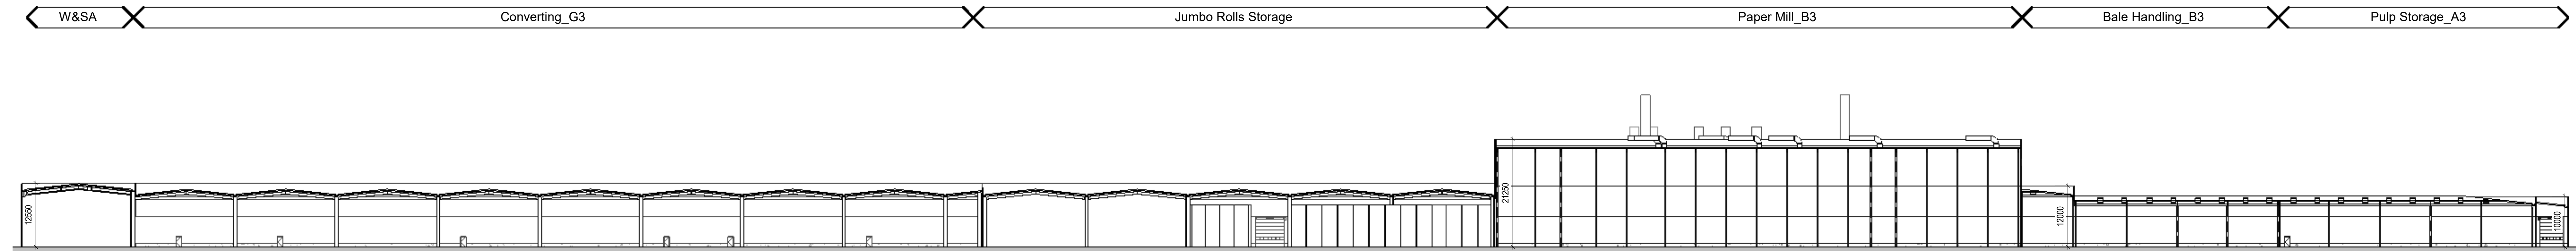 W&SA
Converting_G3
Jumbo Rolls Storage
Paper Mill_B3
Bale Handling_B3
Pulp Storage_A3
12550
21250
12000
10000